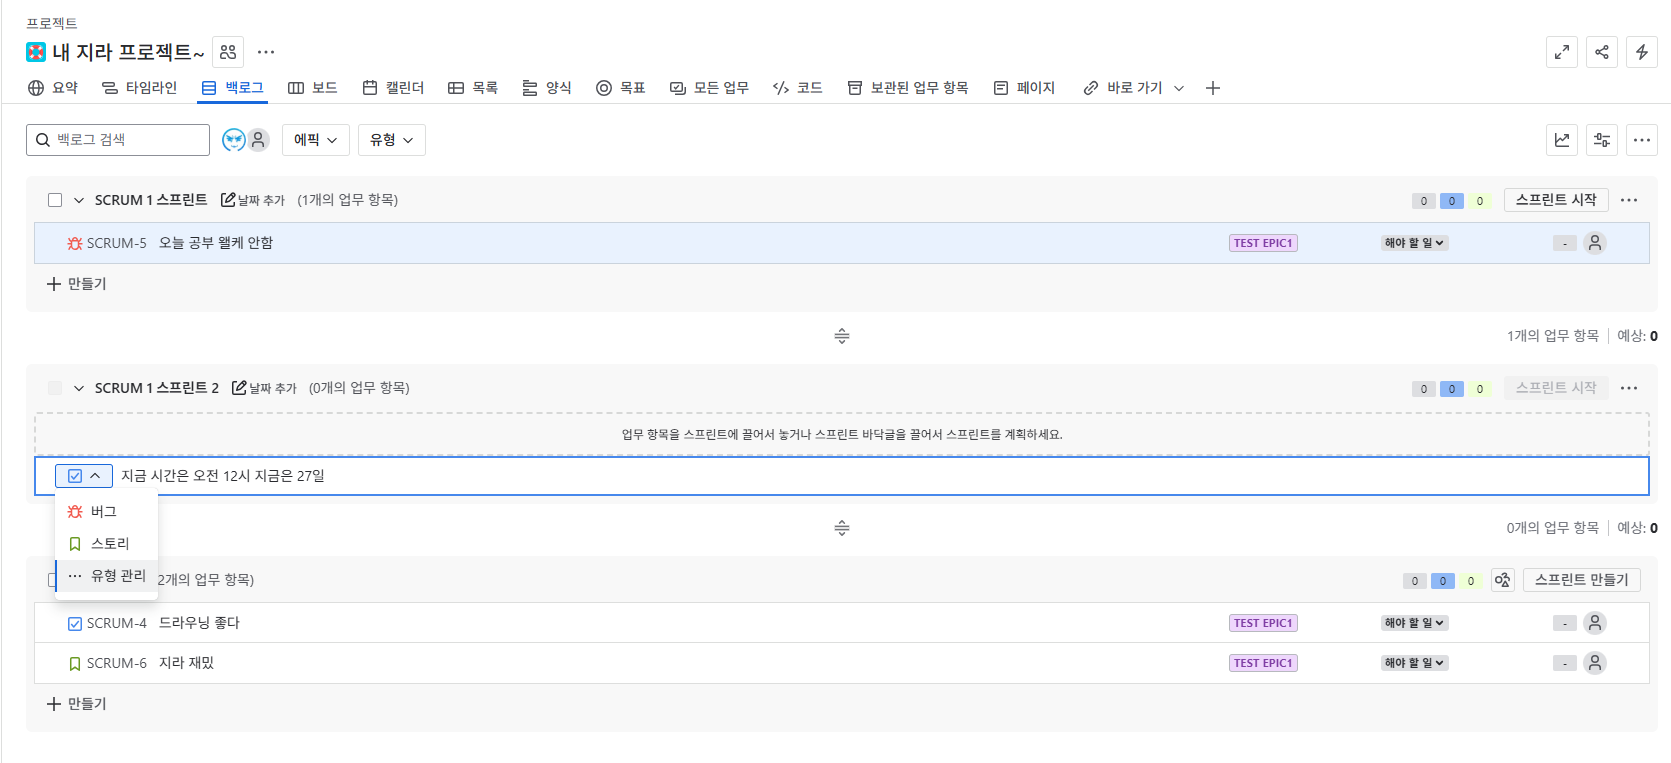 프로젝트
내 지라 프로젝트~
요약 타임라인 백로그 보드 캘린더 목록 양식 목표 모든 업무 코드 보관된 업무 항목 페이지 바로 가기
백로그 검색 에픽 유형
SCRUM 1 스프린트 날짜 추가 (1개의 업무 항목) 0 0 0 스프린트 시작
SCRUM-5 오늘 공부 왤케 안함 TEST EPIC1 해야 할 일 -
만들기
1개의 업무 항목 예상: 0
SCRUM 1 스프린트 2 날짜 추가 (0개의 업무 항목) 0 0 0 스프린트 시작
업무 항목을 스프린트에 끌어서 놓거나 스프린트 바닥글을 끌어서 스프린트를 계획하세요.
지금 시간은 오전 12시 지금은 27일
버그
스토리
0개의 업무 항목 예상: 0
유형 관리
2개의 업무 항목) 0 0 0 스프린트 만들기
SCRUM-4 드라우닝 좋다 TEST EPIC1 해야 할 일 -
SCRUM-6 지라 재밌 TEST EPIC1 해야 할 일 -
만들기